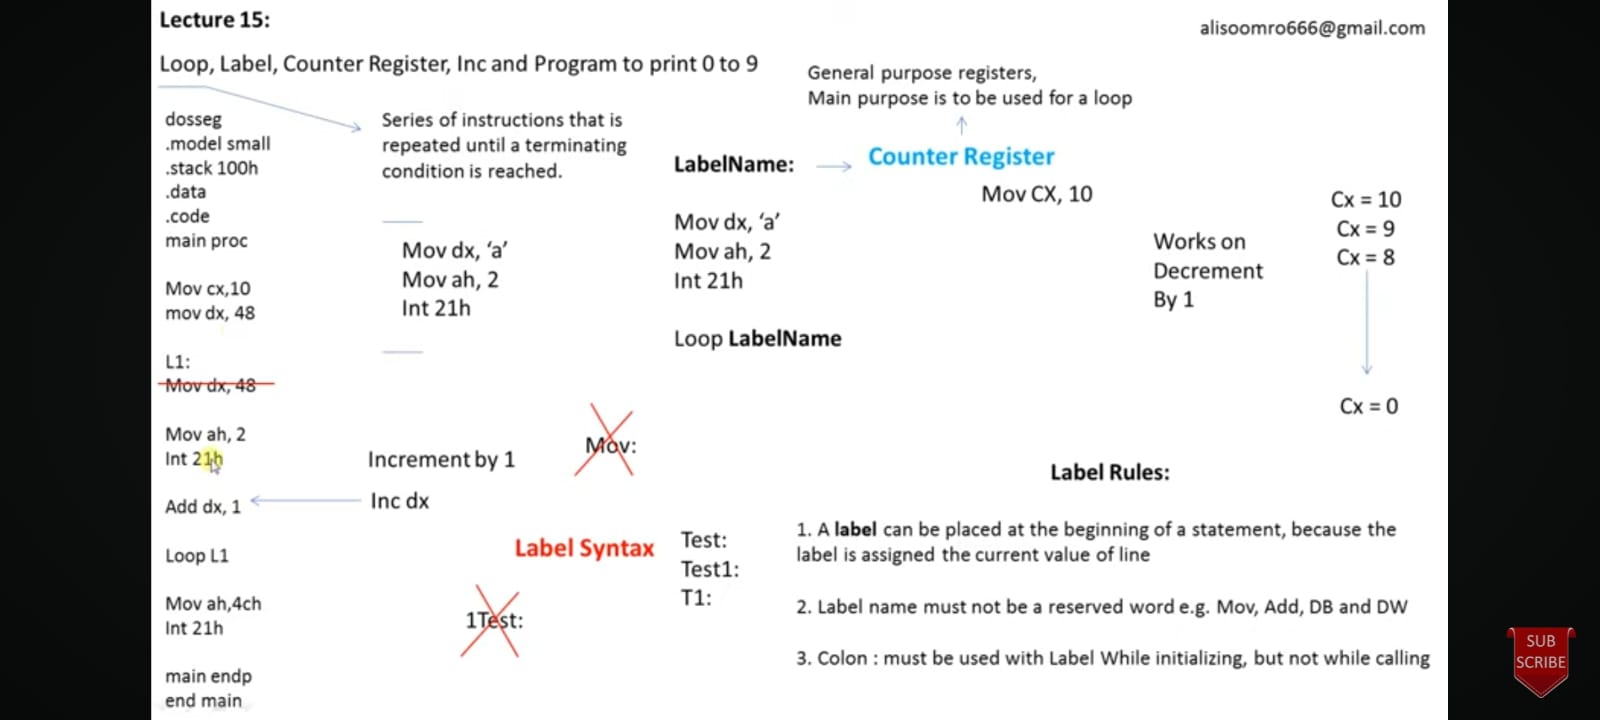 Lecture 15:
alisoomro666@gmail.com
Loop, Label, Counter Register, Inc and Program to print 0 to 9
dosseg
.model small
.stack 100h
.data
.code
main proc
Mov cx,10
mov dx, 48
L1:
Mov dx, 48
Mov ah, 2
Int 21h
Add dx, 1
Loop L1
Mov ah,4ch
Int 21h
main endp
end main
Series of instructions that is
repeated until a terminating
condition is reached.
Mov dx, ‘a’
Mov ah, 2
Int 21h
Increment by 1
Inc dx
General purpose registers,
Main purpose is to be used for a loop
Counter Register
LabelName:
Mov dx, ‘a’
Mov ah, 2
Int 21h
Loop LabelName
Mov CX, 10
Works on
Decrement
By 1
Cx = 10
Cx = 9
Cx = 8
Cx = 0
Mov:
Label Syntax
1Test:
Test:
Test1:
T1:
Label Rules:
1. A label can be placed at the beginning of a statement, because the
label is assigned the current value of line
2. Label name must not be a reserved word e.g. Mov, Add, DB and DW
3. Colon : must be used with Label While initializing, but not while calling
SUB
SCRIBE